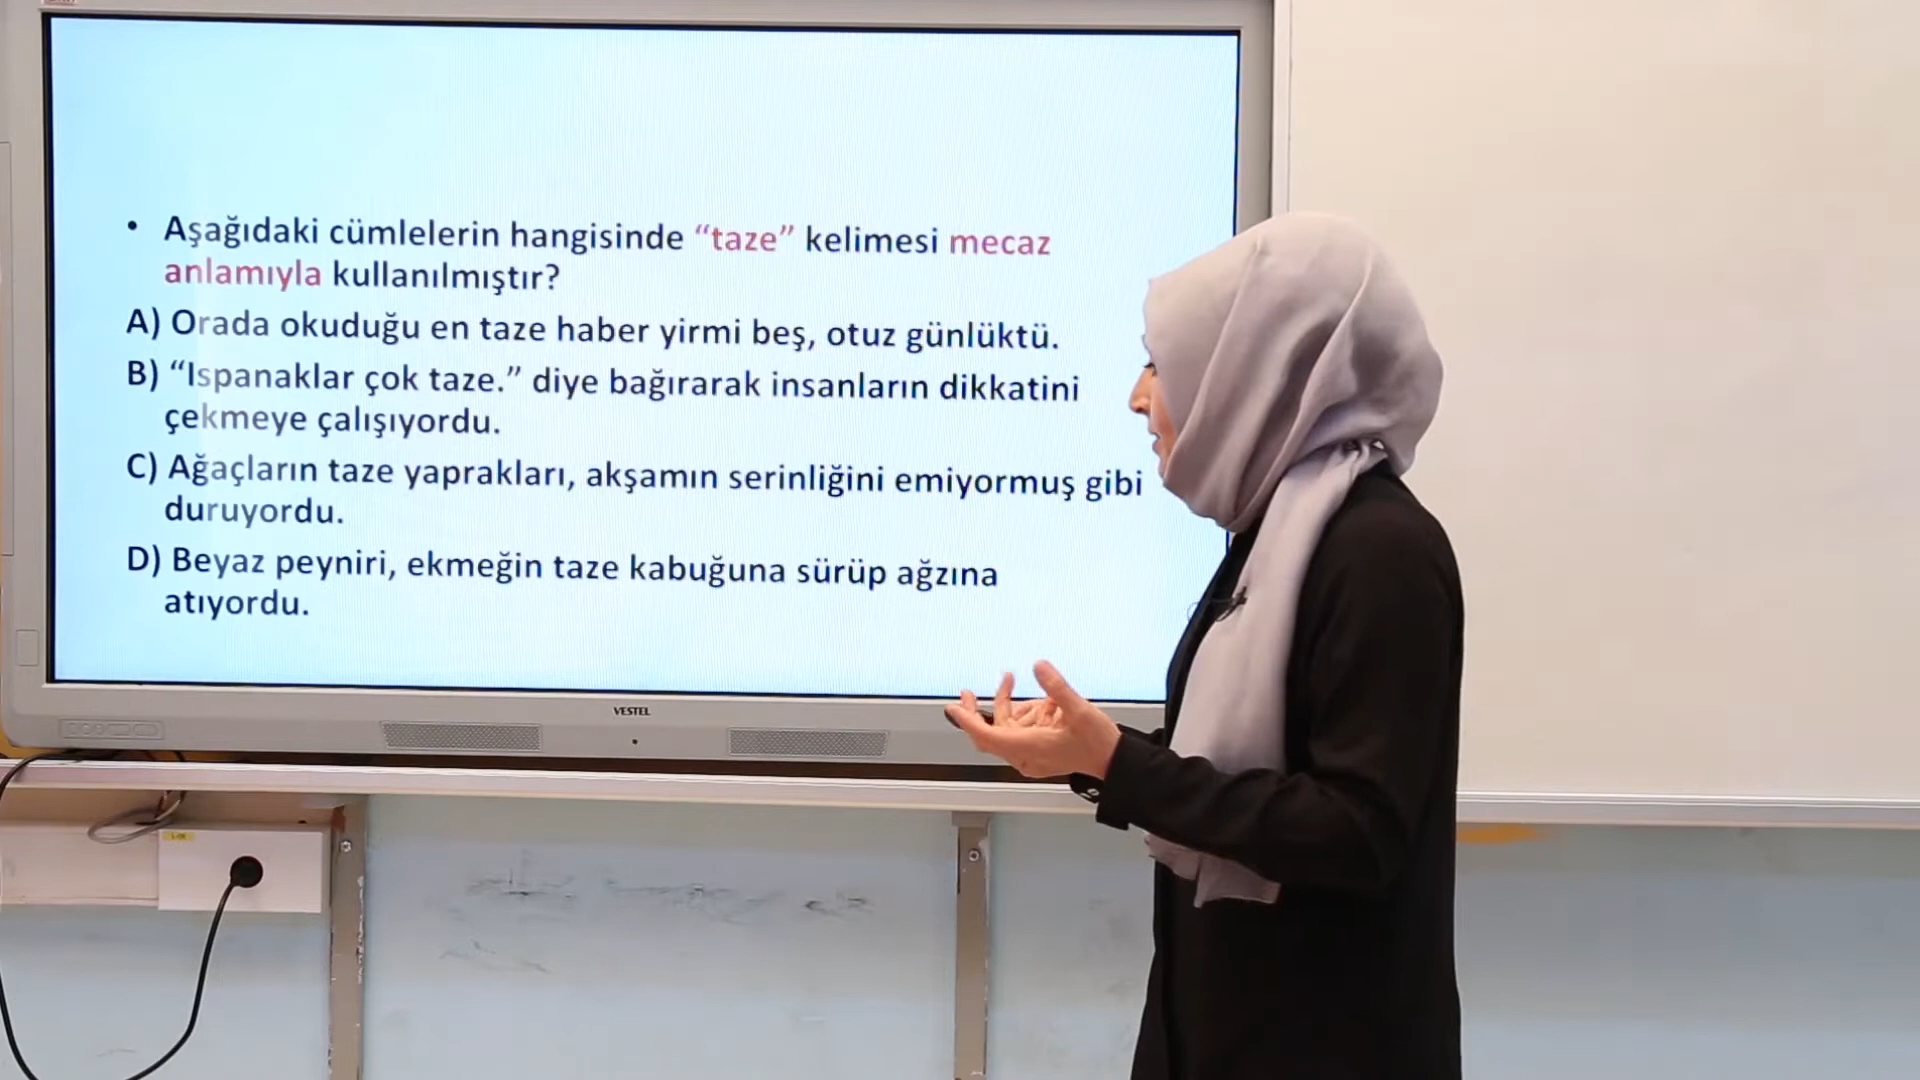 • Aşağıdaki cümlelerin hangisinde “taze” kelimesi mecaz
anlamıyla kullanılmıştır?
A) Orada okuduğu en taze haber yirmi beş, otuz günlüktü.
B) “Ispanaklar çok taze.” diye bağırarak insanların dikkatini
çekmeye çalışıyordu.
C) Ağaçların taze yaprakları, akşamın serinliğini emiyormuş gibi
duruyordu.
D) Beyaz peyniri, ekmeğin taze kabuğuna sürüp ağzına
atıyordu.
VESTEL